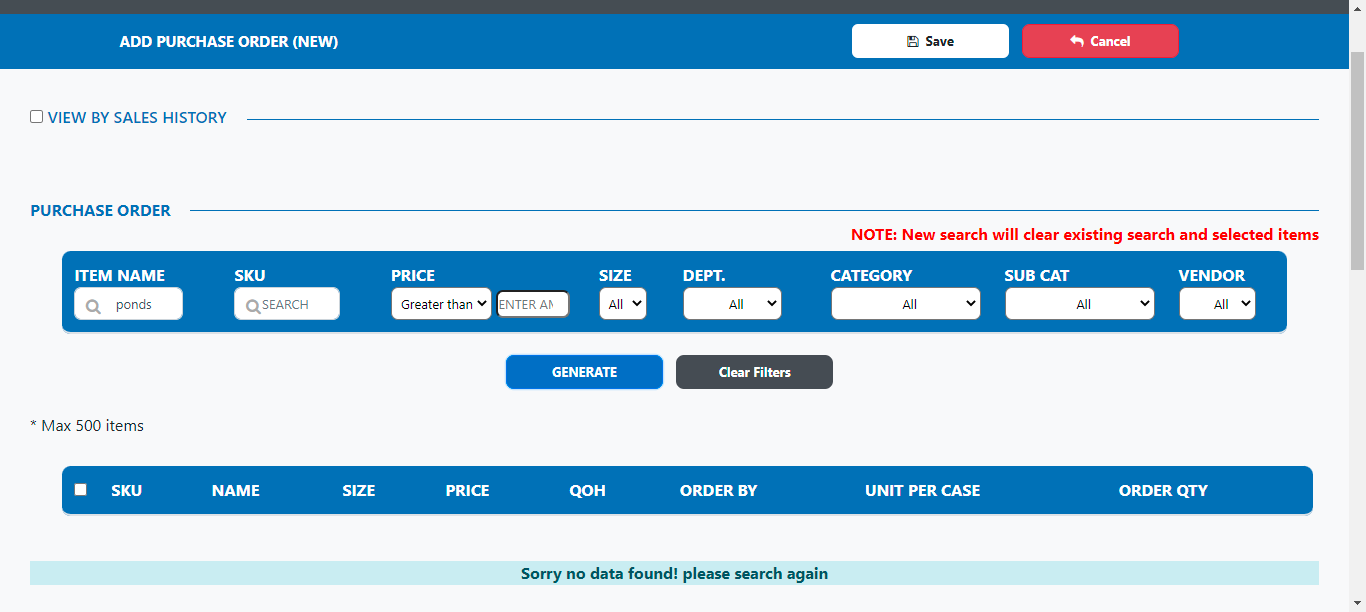 ADD PURCHASE ORDER (NEW)
Save
Cancel
VIEW BY SALES HISTORY
PURCHASE ORDER
NOTE: New search will clear existing search and selected items
ITEM NAME SKU PRICE SIZE DEPT. CATEGORY SUB CAT VENDOR
ponds SEARCH Greater than ENTER AM All All All All All
GENERATE Clear Filters
* Max 500 items
SKU NAME SIZE PRICE QOH ORDER BY UNIT PER CASE ORDER QTY
Sorry no data found! please search again